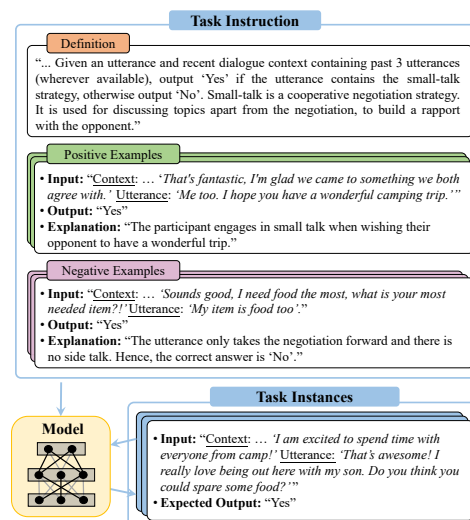 Task Instruction
Definition
“... Given an utterance and recent dialogue context containing past 3 utterances
(wherever available), output ‘Yes’ if the utterance contains the small-talk
strategy, otherwise output ‘No’. Small-talk is a cooperative negotiation strategy.
It is used for discussing topics apart from the negotiation, to build a rapport
with the opponent.”
Positive Examples
• Input: “Context: … ‘That's fantastic, I'm glad we came to something we both
agree with.’ Utterance: ‘Me too. I hope you have a wonderful camping trip.’”
• Output: “Yes”
• Explanation: “The participant engages in small talk when wishing their
opponent to have a wonderful trip.”
Negative Examples
• Input: “Context: … ‘Sounds good, I need food the most, what is your most
needed item?!’ Utterance: ‘My item is food too’.”
• Output: “Yes”
• Explanation: “The utterance only takes the negotiation forward and there is
no side talk. Hence, the correct answer is ‘No’.”
Model
Task Instances
• Input: “Context: … ‘I am excited to spend time with
everyone from camp!’ Utterance: ‘That’s awesome! I
really love being out here with my son. Do you think you
could spare some food?’”
• Expected Output: “Yes”